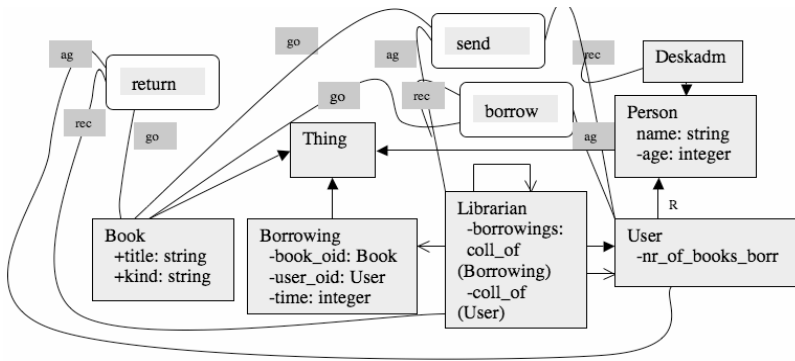 go
send
ag
rec
Deskadm
ag
return
go
rec
borrow
Person
name: string
-age: integer
rec
go
ag
Thing
R
Book
+title: string
+kind: string
Borrowing
-book_oid: Book
-user_oid: User
-time: integer
Librarian
-borrowings:
coll_of
(Borrowing)
-coll_of
(User)
User
-nr_of_books_borr